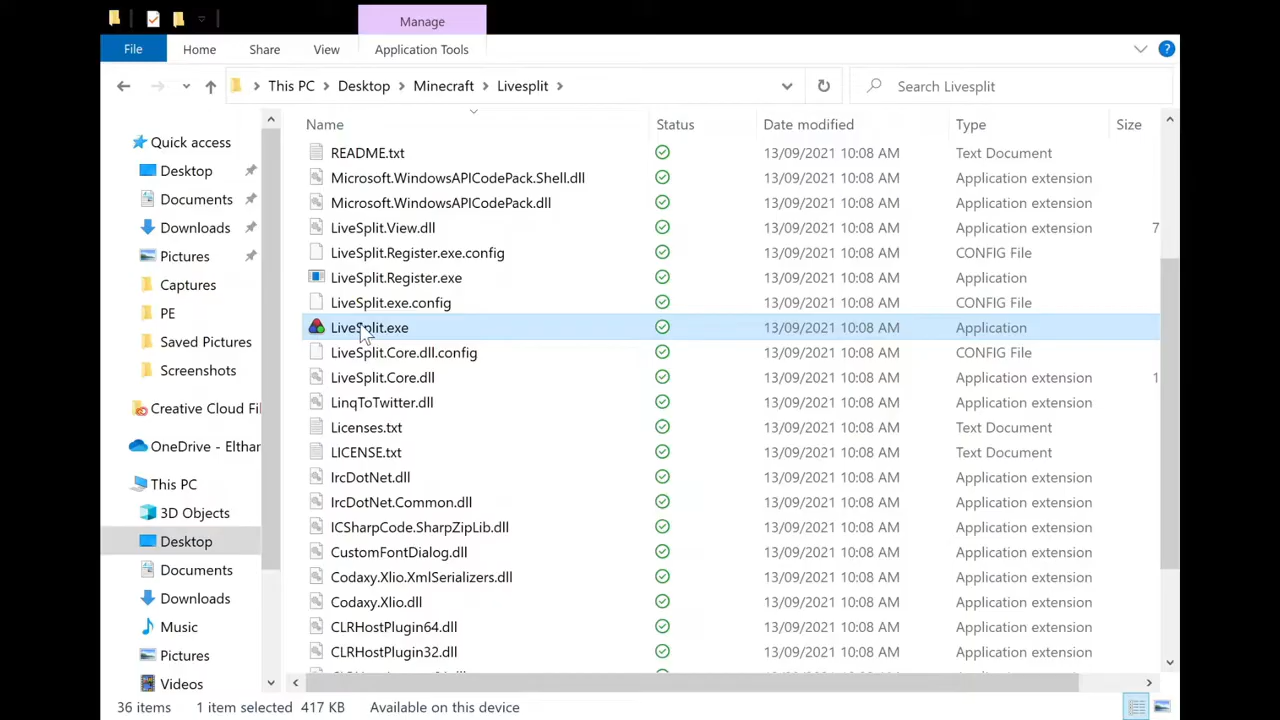 Manage
File Home Share View Application Tools
This PC Desktop Minecraft Livesplit Search Livesplit
Name Status Date modified Type Size
Quick access
Desktop
Documents
Downloads
Pictures
Captures
PE
Saved Pictures
Screenshots
Creative Cloud Fil
OneDrive - Elthan
This PC
3D Objects
Desktop
Documents
Downloads
Music
Pictures
Videos
README.txt 13/09/2021 10:08 AM Text Document
Microsoft.WindowsAPICodePack.Shell.dll 13/09/2021 10:08 AM Application extension
Microsoft.WindowsAPICodePack.dll 13/09/2021 10:08 AM Application extension
LiveSplit.View.dll 13/09/2021 10:08 AM Application extension 7
LiveSplit.Register.exe.config 13/09/2021 10:08 AM CONFIG File
LiveSplit.Register.exe 13/09/2021 10:08 AM Application
LiveSplit.exe.config 13/09/2021 10:08 AM CONFIG File
LiveSplit.exe 13/09/2021 10:08 AM Application
LiveSplit.Core.dll.config 13/09/2021 10:08 AM CONFIG File
LiveSplit.Core.dll 13/09/2021 10:08 AM Application extension 1
LinqToTwitter.dll 13/09/2021 10:08 AM Application extension
Licenses.txt 13/09/2021 10:08 AM Text Document
LICENSE.txt 13/09/2021 10:08 AM Text Document
IrcDotNet.dll 13/09/2021 10:08 AM Application extension
IrcDotNet.Common.dll 13/09/2021 10:08 AM Application extension
ICSharpCode.SharpZipLib.dll 13/09/2021 10:08 AM Application extension
CustomFontDialog.dll 13/09/2021 10:08 AM Application extension
Codaxy.Xlio.XmlSerializers.dll 13/09/2021 10:08 AM Application extension
Codaxy.Xlio.dll 13/09/2021 10:08 AM Application extension
CLRHostPlugin64.dll 13/09/2021 10:08 AM Application extension
CLRHostPlugin32.dll 13/09/2021 10:08 AM Application extension
36 items 1 item selected 417 KB Available on this device